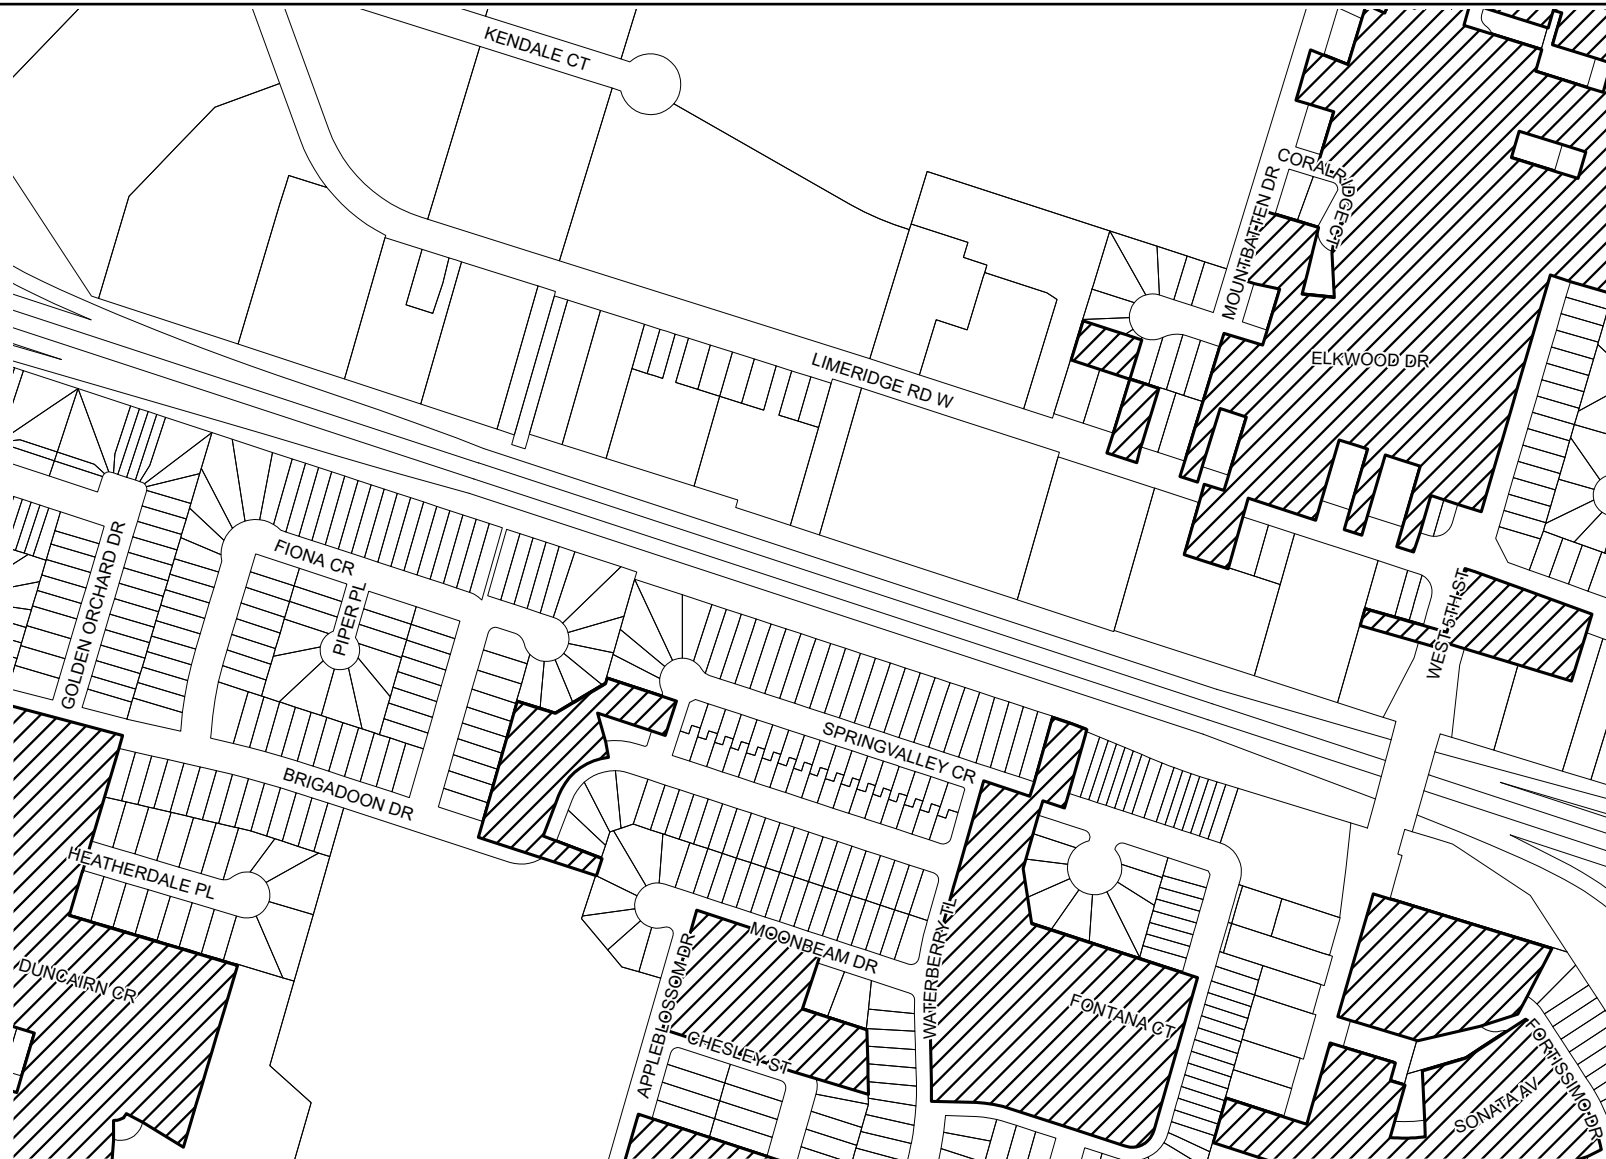 KENDALE CT
CORALRIDGE CT
MOUNTBATTEN DR
LIMERIDGE RD W
ELKWOOD DR
GOLDEN ORCHARD DR
FIONA CR
PIPER PL
WEST 5TH ST
SPRINGVALLEY CR
BRIGADOON DR
HEATHERDALE PL
MOONBEAM DR
WATERBERRY TL
DUNCAIRN CR
APPLEBLOSSOM DR
FONTANA CT
CHESLEY ST
FORTISSIMO DR
SONATA AV